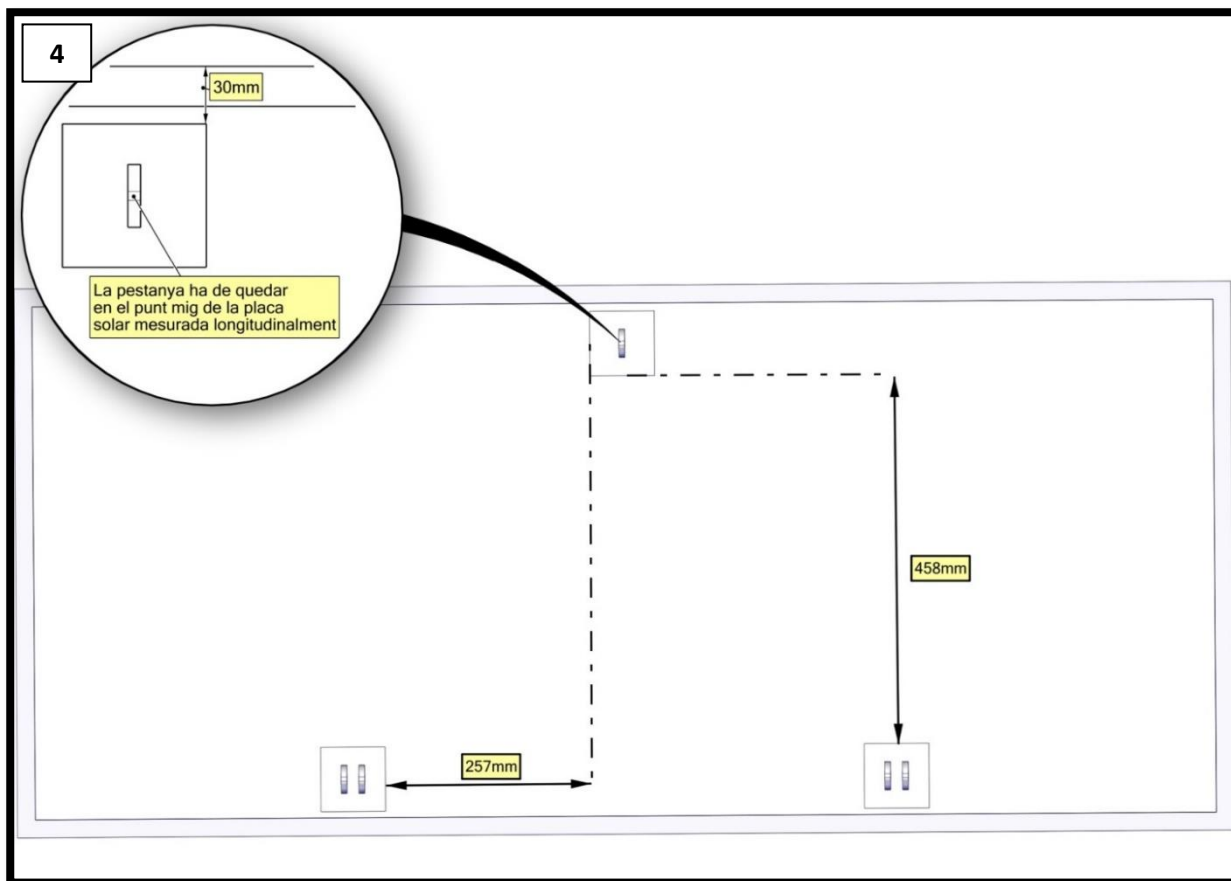 4
30mm
La pestanya ha de quedar
en el punt mig de la placa
solar mesurada longitudinalment
458mm
257mm